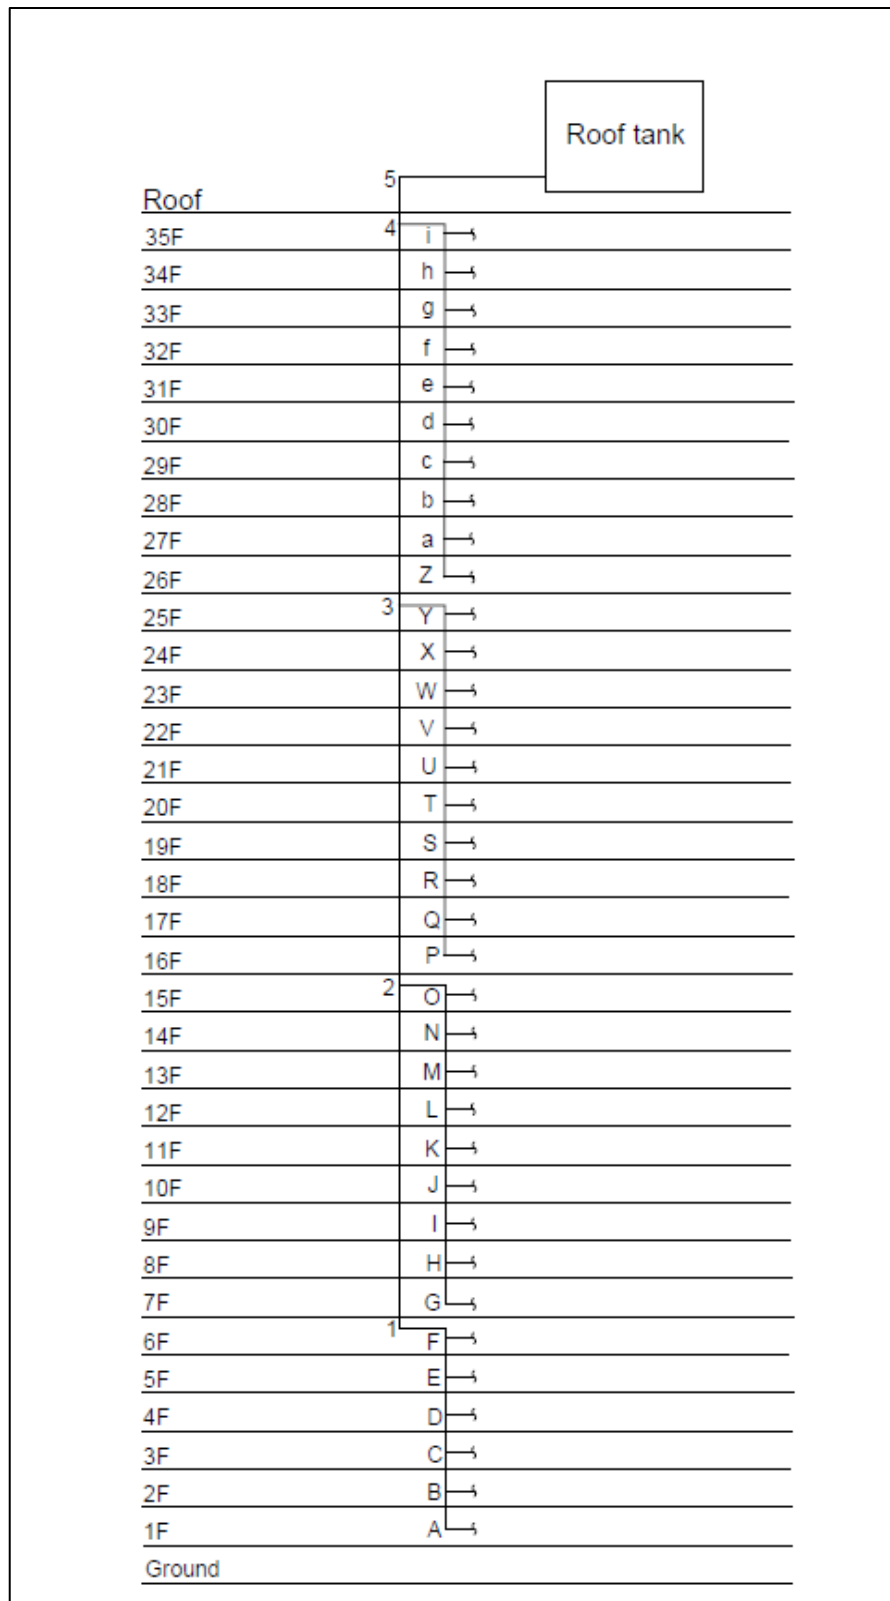 Roof tank
5
Roof
35F 4 i
34F h
33F g
32F f
31F e
30F d
29F c
28F b
27F a
26F Z
25F 3 Y
24F X
23F W
22F V
21F U
20F T
19F S
18F R
17F Q
16F P
15F 2 O
14F N
13F M
12F L
11F K
10F J
9F I
8F H
7F G
6F 1 F
5F E
4F D
3F C
2F B
1F A
Ground